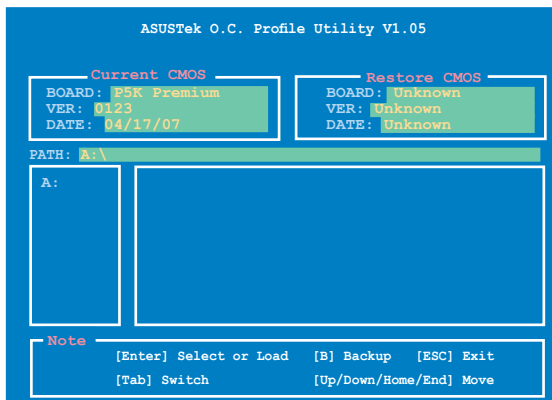 ASUSTek O.C. Profile Utility V1.05
Current CMOS
BOARD: P5K Premium
VER: 0123
DATE: 04/17/07
Restore CMOS
BOARD: Unknown
VER: Unknown
DATE: Unknown
PATH: A:\
A:
Note
[Enter] Select or Load [B] Backup [ESC] Exit
[Tab] Switch [Up/Down/Home/End] Move